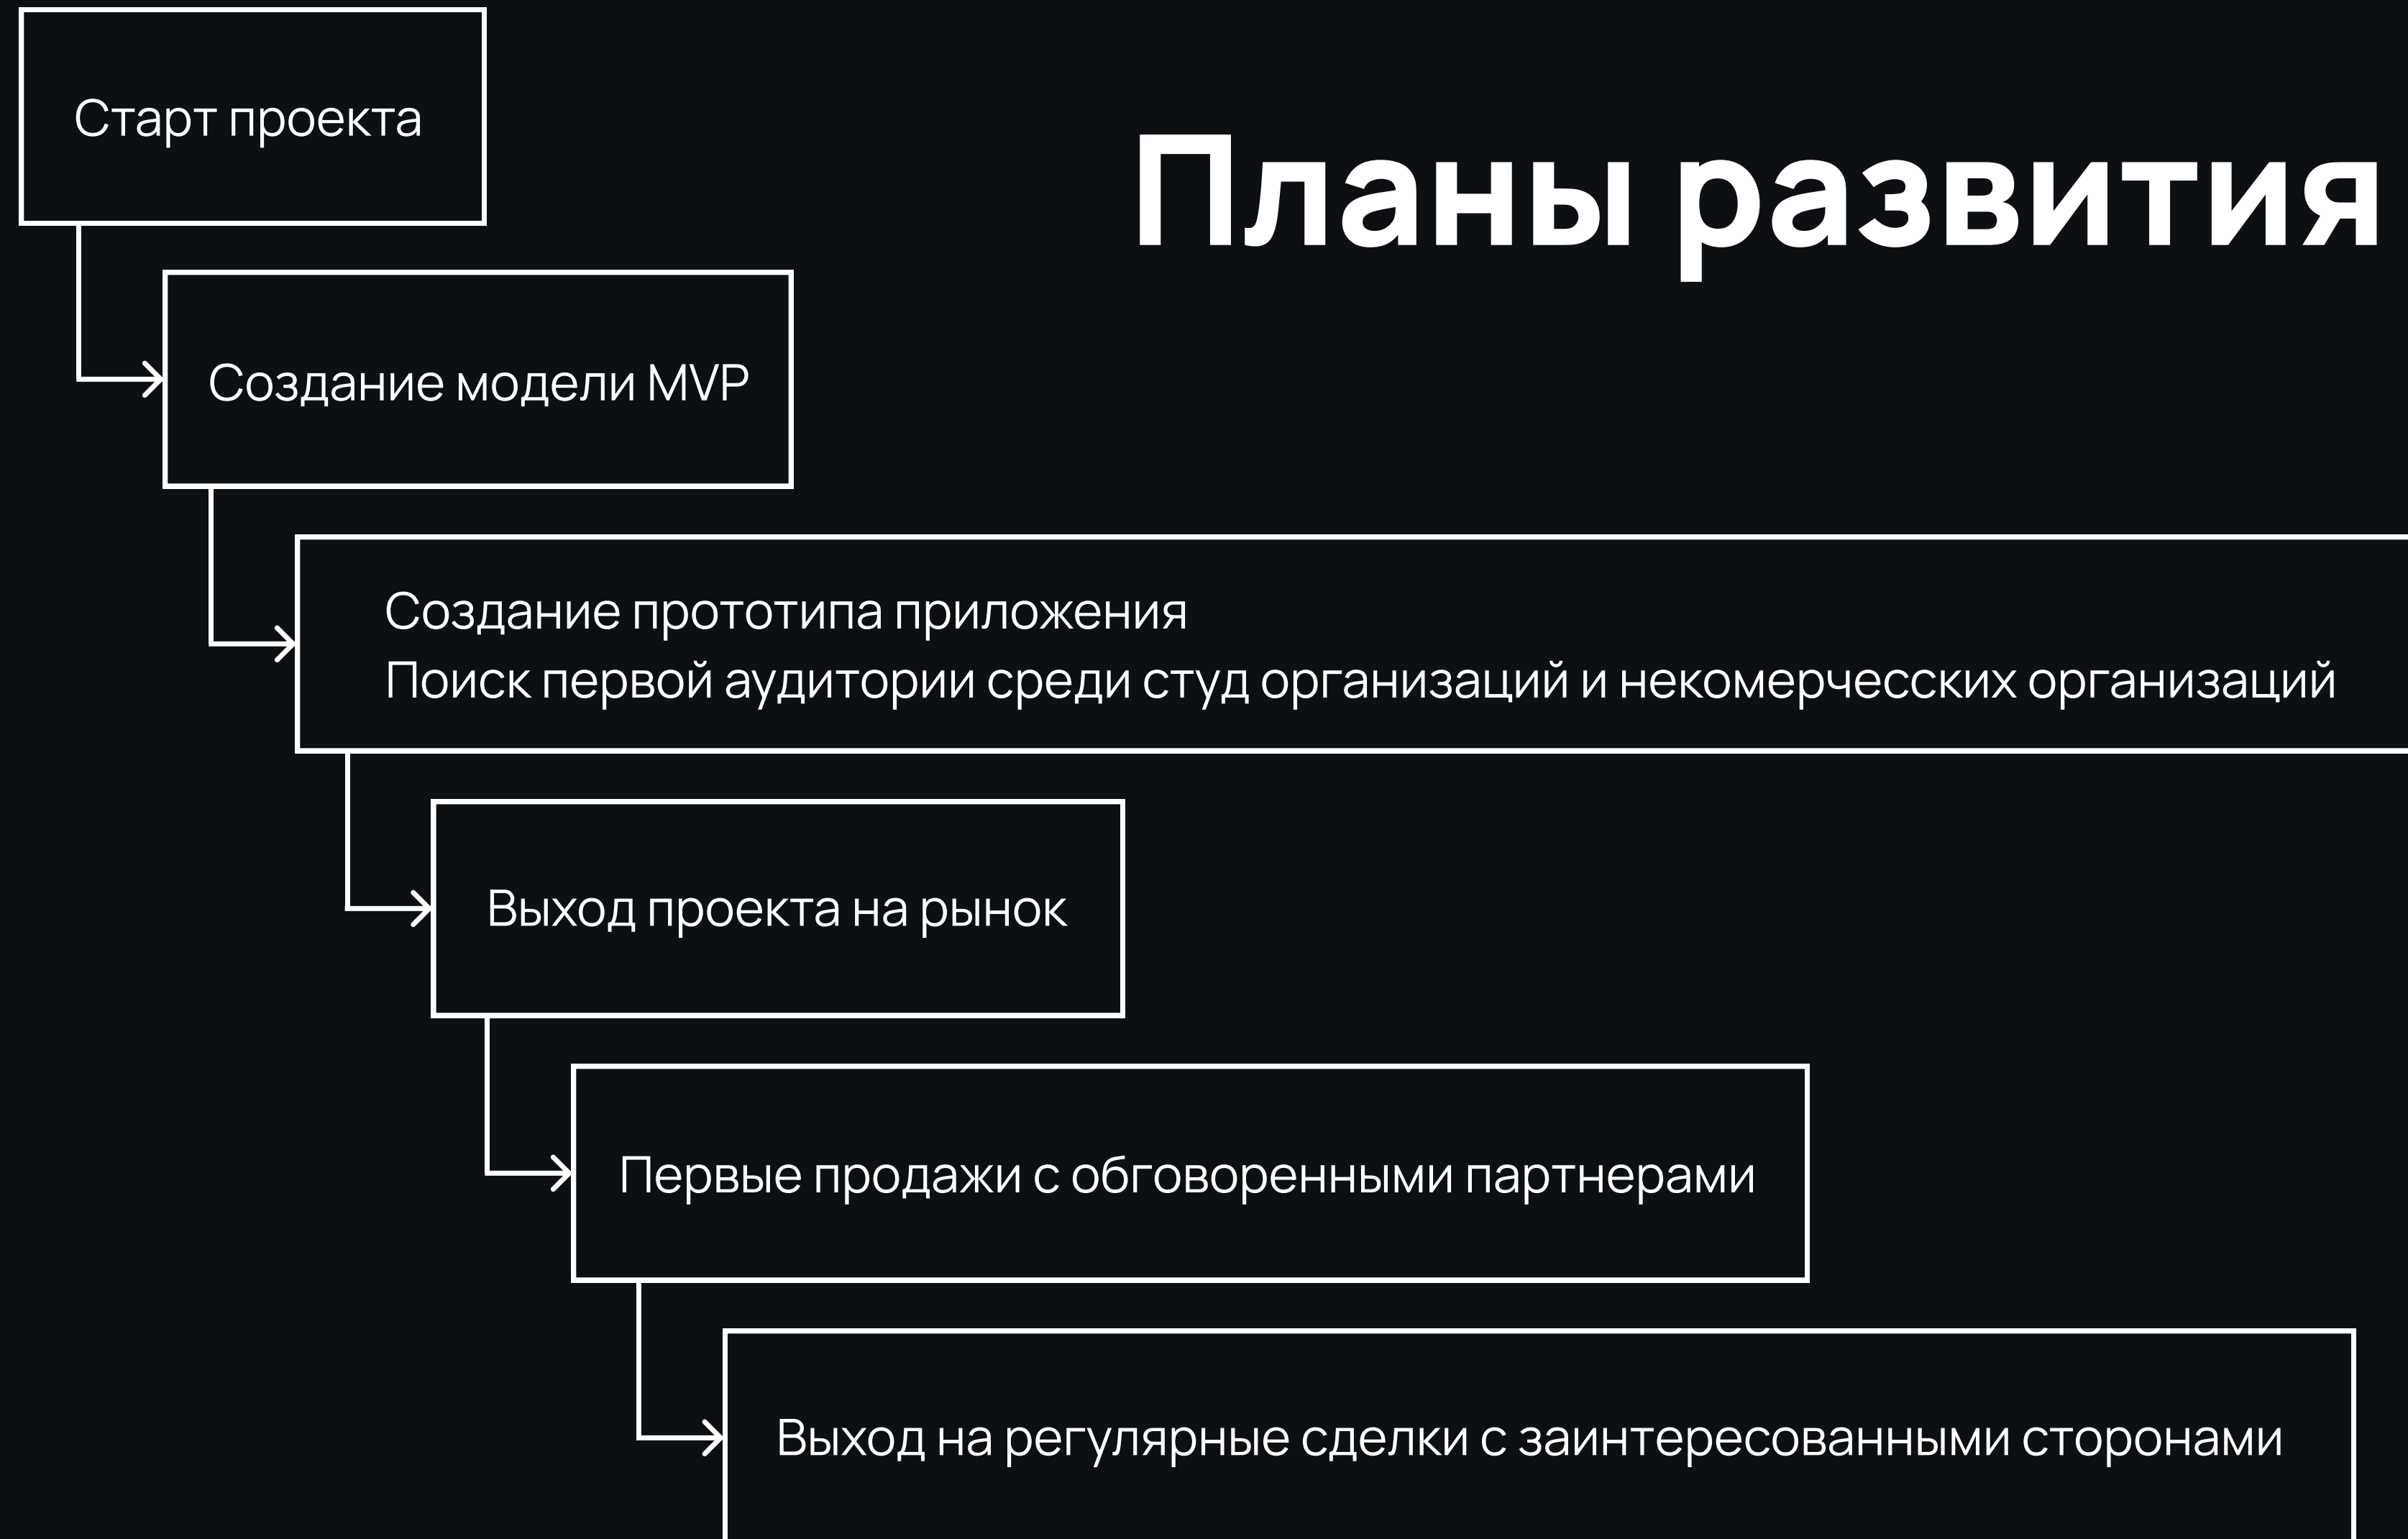 Старт проекта
Планы развития
Создание модели MVP
Создание прототипа приложения
Поиск первой аудитории среди студ организаций и некомерчесских организаций
Выход проекта на рынок
Первые продажи с обговоренными партнерами
Выход на регулярные сделки с заинтересованными сторонами